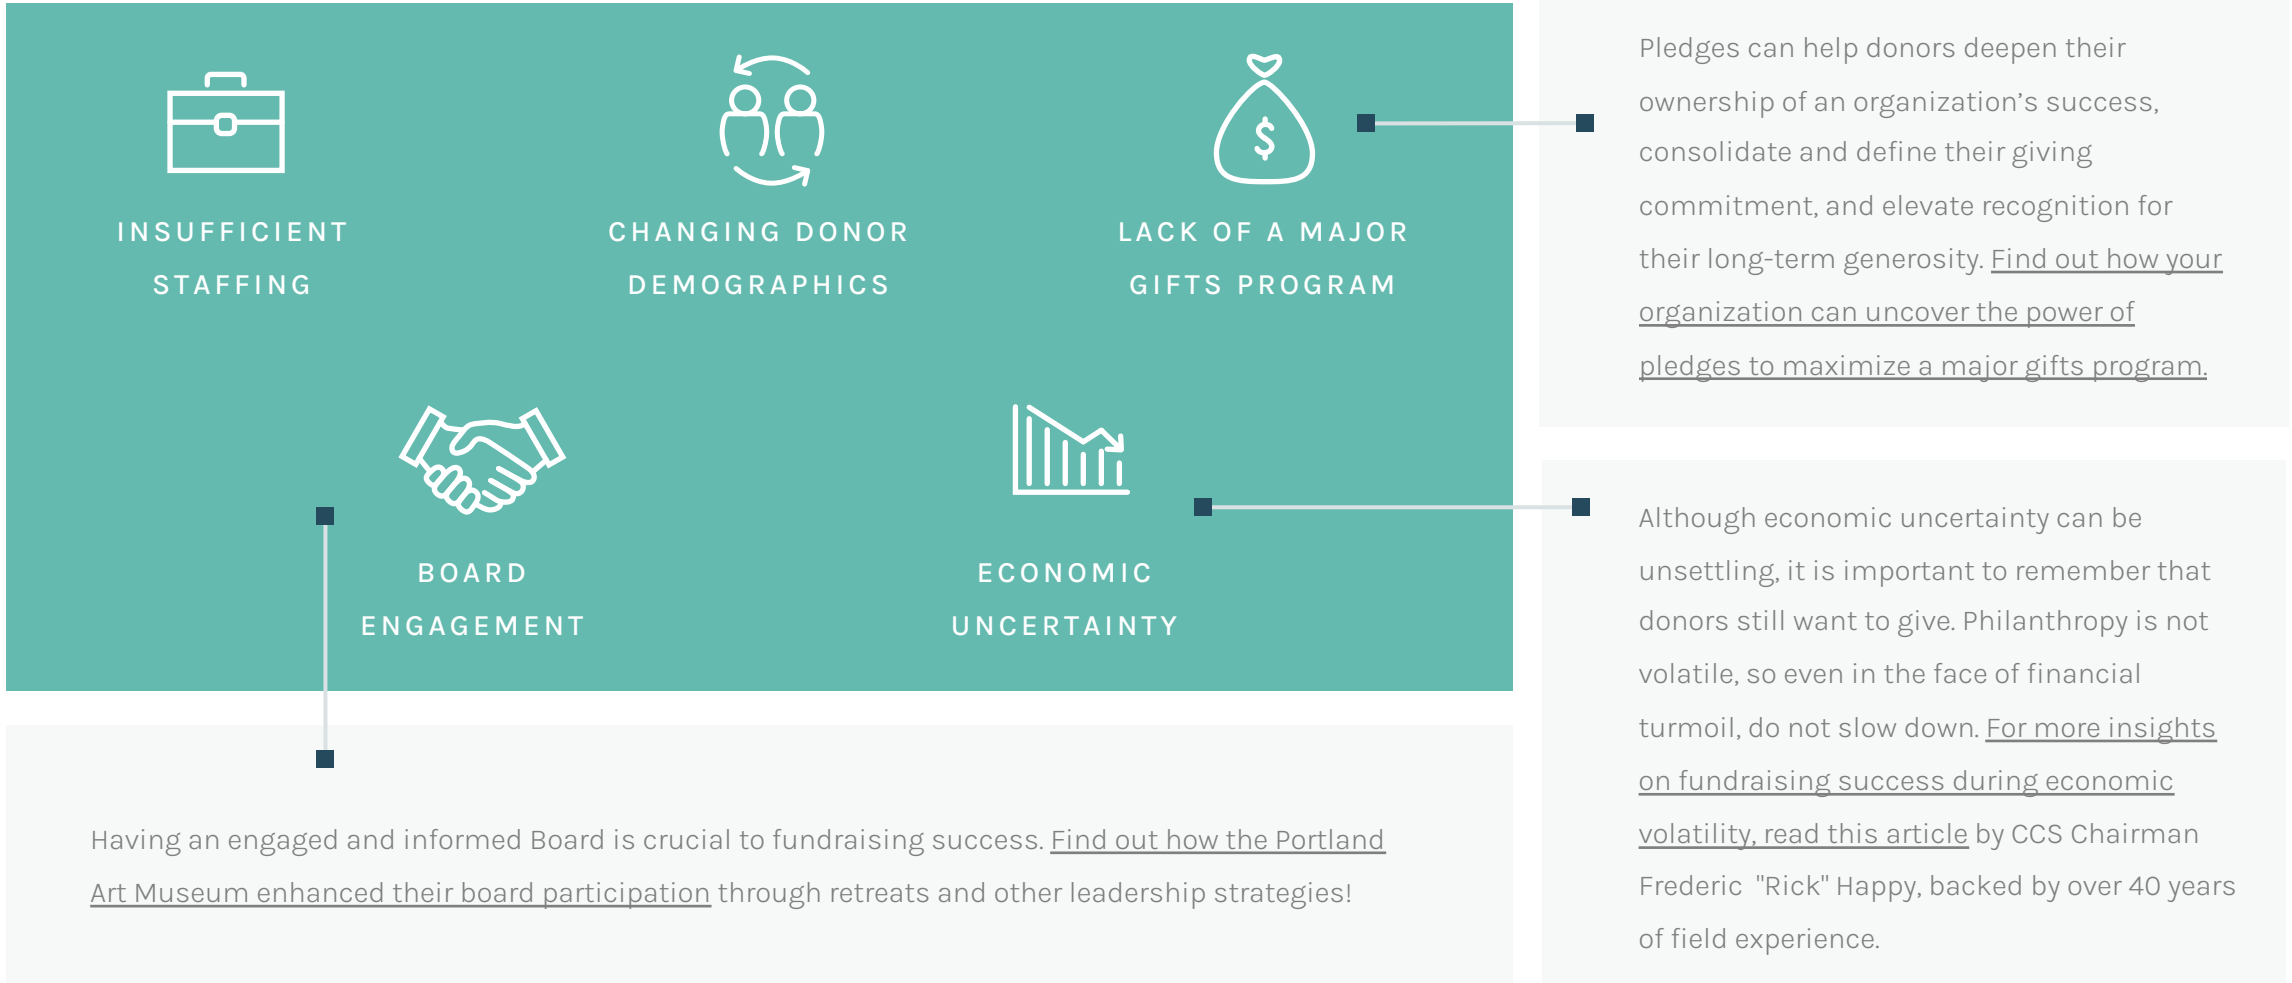 INSUFFICIENT
STAFFING
CHANGING DONOR
DEMOGRAPHICS
$
LACK OF A MAJOR
GIFTS PROGRAM
BOARD
ENGAGEMENT
ECONOMIC
UNCERTAINTY
Pledges can help donors deepen their
ownership of an organization’s success,
consolidate and define their giving
commitment, and elevate recognition for
their long-term generosity. Find out how your
organization can uncover the power of
pledges to maximize a major gifts program.
Although economic uncertainty can be
unsettling, it is important to remember that
donors still want to give. Philanthropy is not
volatile, so even in the face of financial
turmoil, do not slow down. For more insights
on fundraising success during economic
volatility, read this article by CCS Chairman
Frederic  "Rick" Happy, backed by over 40 years
of field experience.
Having an engaged and informed Board is crucial to fundraising success. Find out how the Portland
Art Museum enhanced their board participation through retreats and other leadership strategies!